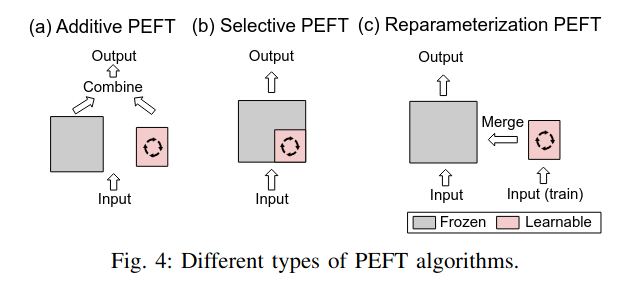 (a) Additive PEFT
Output
Combine
Input
(b) Selective PEFT
Output
Input
(c) Reparameterization PEFT
Output
Merge
Input
Input (train)
Frozen
Learnable
Fig. 4: Different types of PEFT algorithms.